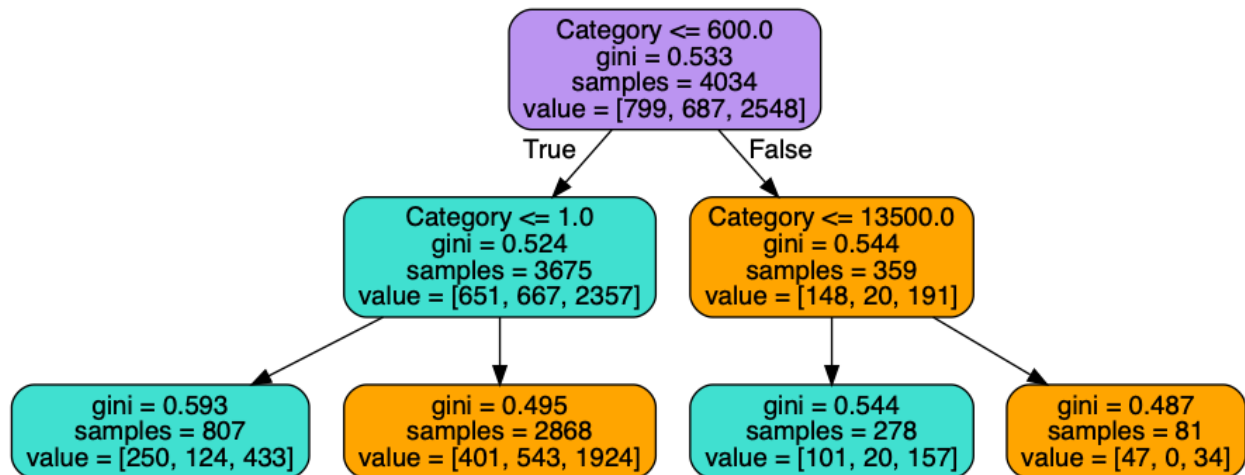 Category <= 600.0
gini = 0.533
samples = 4034
value = [799, 687, 2548]
True
False
Category <= 1.0
gini = 0.524
samples = 3675
value = [651, 667, 2357]
Category <= 13500.0
gini = 0.544
samples = 359
value = [148, 20, 191]
gini = 0.593
samples = 807
value = [250, 124, 433]
gini = 0.495
samples = 2868
value = [401, 543, 1924]
gini = 0.544
samples = 278
value = [101, 20, 157]
gini = 0.487
samples = 81
value = [47, 0, 34]